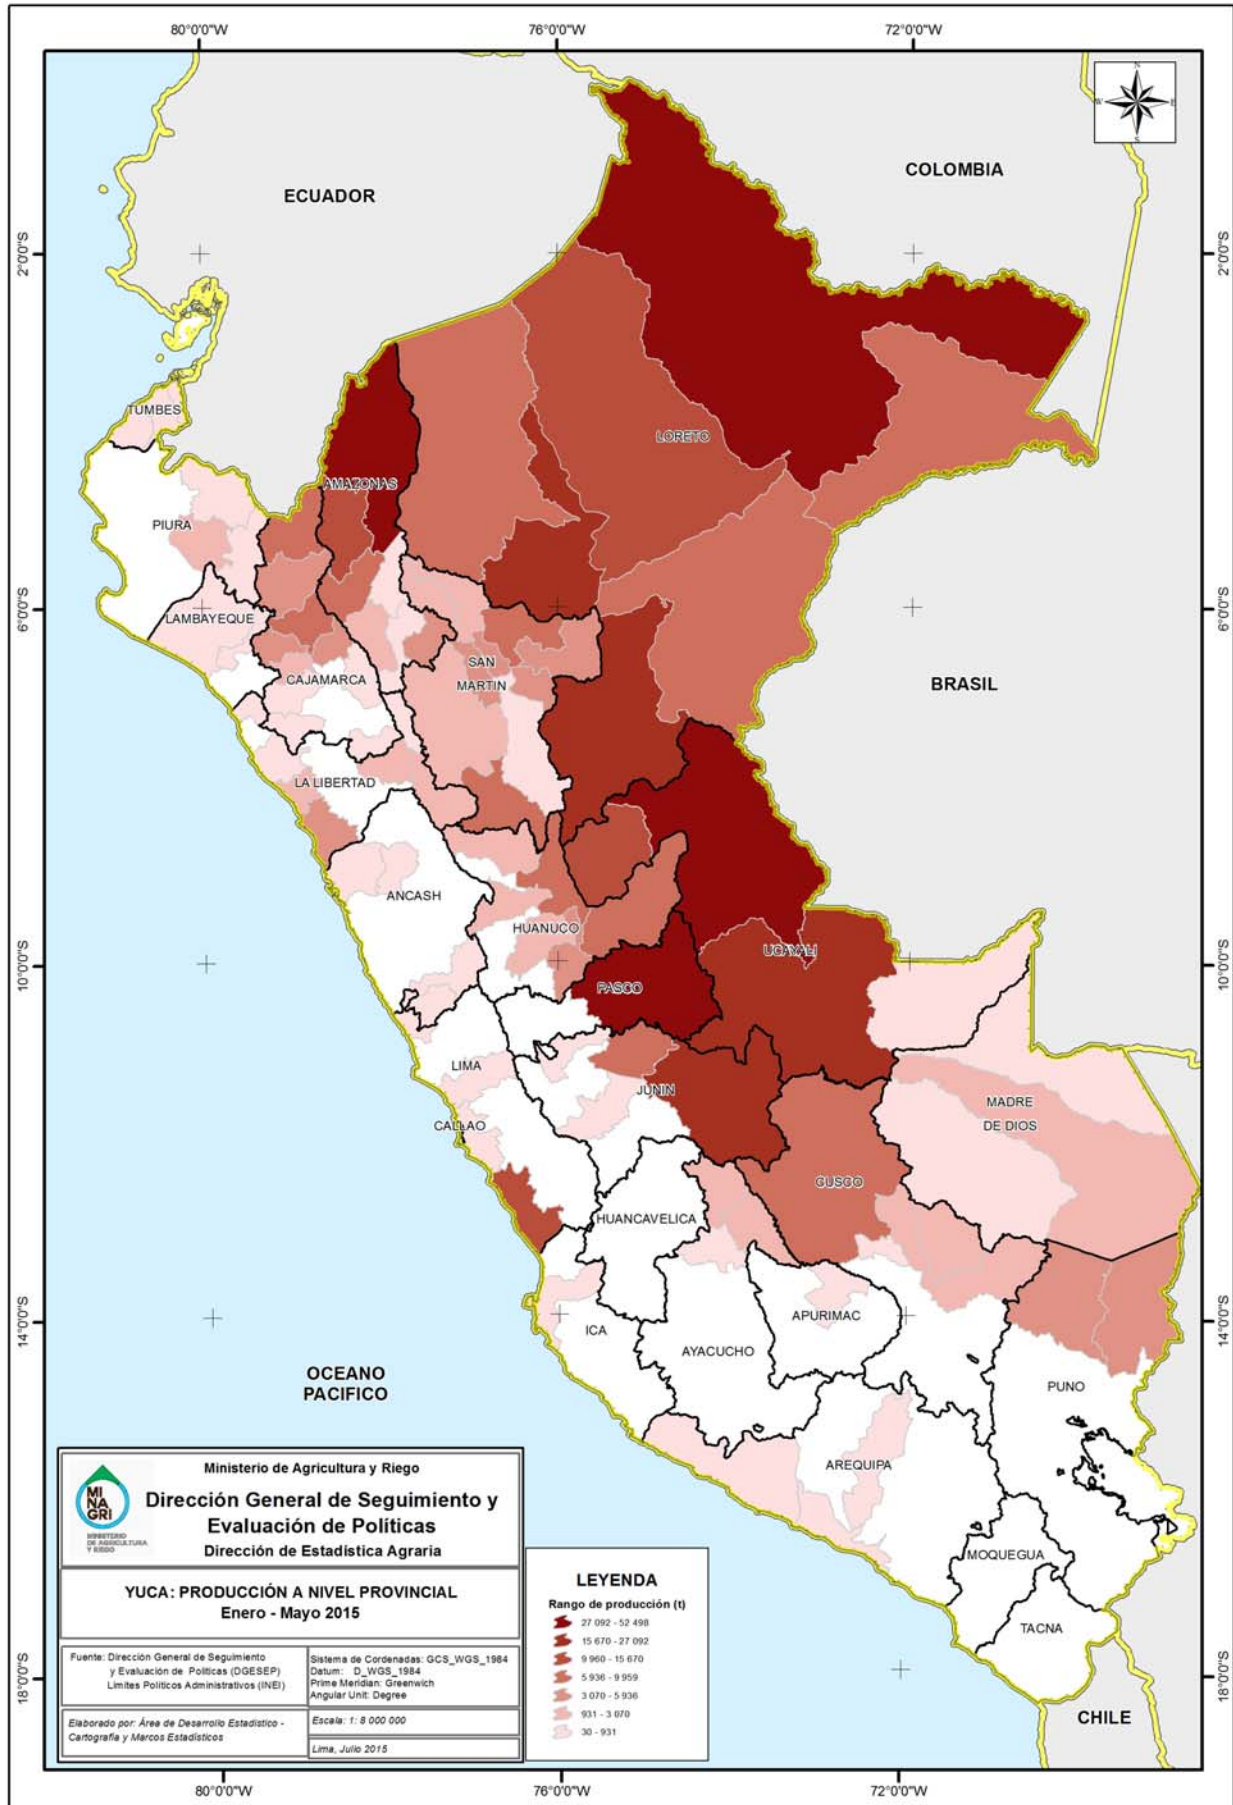 80°0'0"W
76°0'0"W
72°0'0"W
N
W
E
S
COLOMBIA
ECUADOR
2°0'0"S
2°0'0"S
TUMBES
LORETO
AMAZONAS
PIURA
6°0'0"S
6°0'0"S
LAMBAYEQUE
SAN
MARTIN
CAJAMARCA
BRASIL
LA LIBERTAD
ANCASH
HUANUCO
UCAYALI
10°0'0"S
10°0'0"S
PASCO
LIMA
JUNIN
MADRE
DE DIOS
CALLAO
CUSCO
HUANCAVELICA
14°0'0"S
14°0'0"S
ICA
APURIMAC
AYACUCHO
OCEANO
PACIFICO
PUNO
AREQUIPA
MOQUEGUA
TACNA
18°0'0"S
18°0'0"S
CHILE
MI
NA
GRI
MINISTERIO
DE AGRICULTURA
Y RIEGO
Ministerio de Agricultura y Riego
Dirección General de Seguimiento y
Evaluación de Políticas
Dirección de Estadística Agraria
YUCA: PRODUCCIÓN A NIVEL PROVINCIAL
Enero - Mayo 2015
Fuente: Dirección General de Seguimiento
y Evaluación de Políticas (DGESEP)
Limites Políticos Administrativos (INEI)
Sistema de Cordenadas: GCS_WGS_1984
Datum: D_WGS_1984
Prime Meridian: Greenwich
Angular Unit: Degree
Elaborado por: Área de Desarrollo Estadístico -
Cartografía y Marcos Estadísticos
Escala: 1: 8 000 000
Lima, Julio 2015
LEYENDA
Rango de producción (t)
27 092 - 52 498
15 670 - 27 092
9 960 - 15 670
5 936 - 9 959
3 070 - 5 936
931 - 3 070
30 - 931
80°0'0"W
76°0'0"W
72°0'0"W